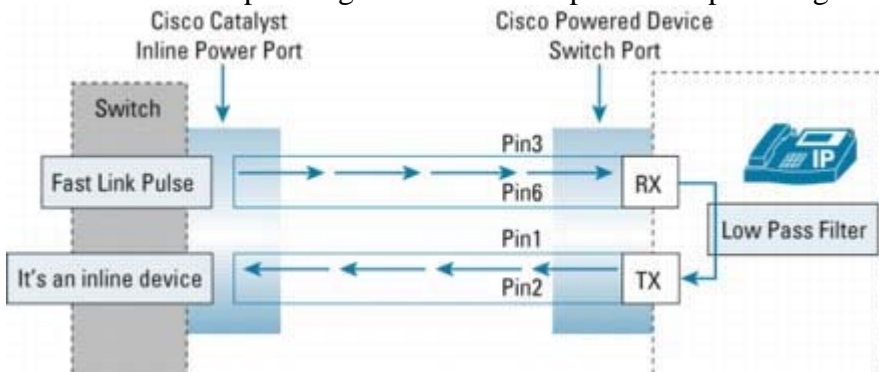 Cisco Catalyst
Inline Power Port
Cisco Powered Device
Switch Port
Switch
Pin3
Fast Link Pulse
RX
IP
Pin6
Low Pass Filter
Pin1
It's an inline device
TX
Pin2